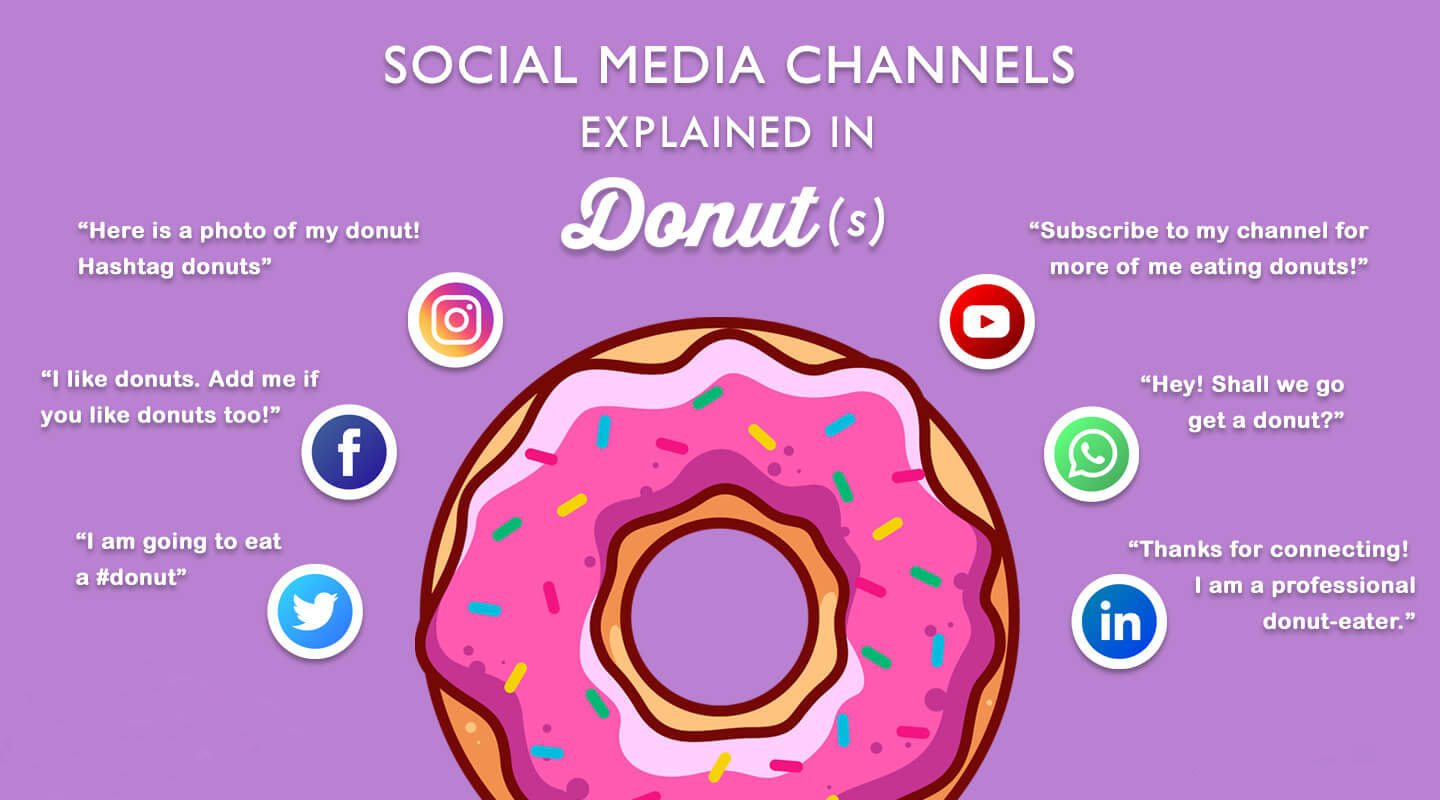 SOCIAL MEDIA CHANNELS
EXPLAINED IN
Donut(s)
“Here is a photo of my donut!
Hashtag donuts”
“I like donuts. Add me if
you like donuts too!”
f
“I am going to eat
a #donut”
“Subscribe to my channel for
more of me eating donuts!”
“Hey! Shall we go
get a donut?”
“Thanks for connecting!
I am a professional
donut-eater.”
in